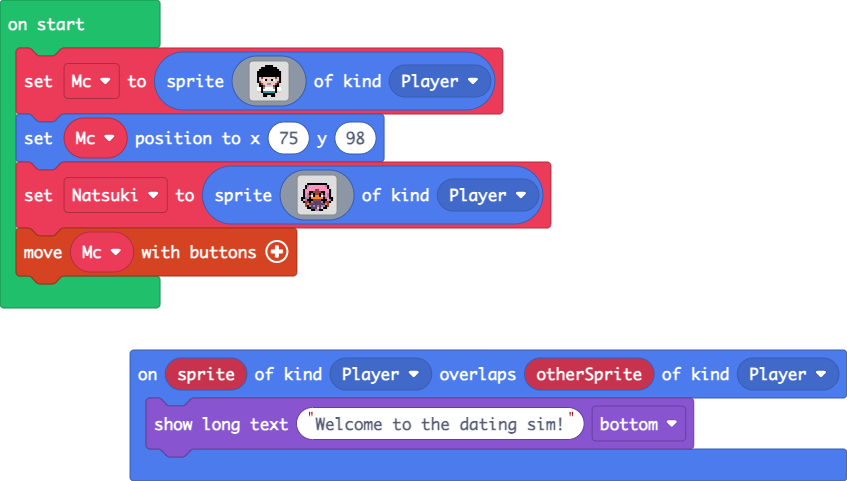 on start
set Mc to sprite of kind Player
set Mc position to x 75 y 98
set Natsuki to sprite of kind Player
move Mc with buttons
on sprite of kind Player overlaps otherSprite of kind Player
show long text "Welcome to the dating sim!" bottom